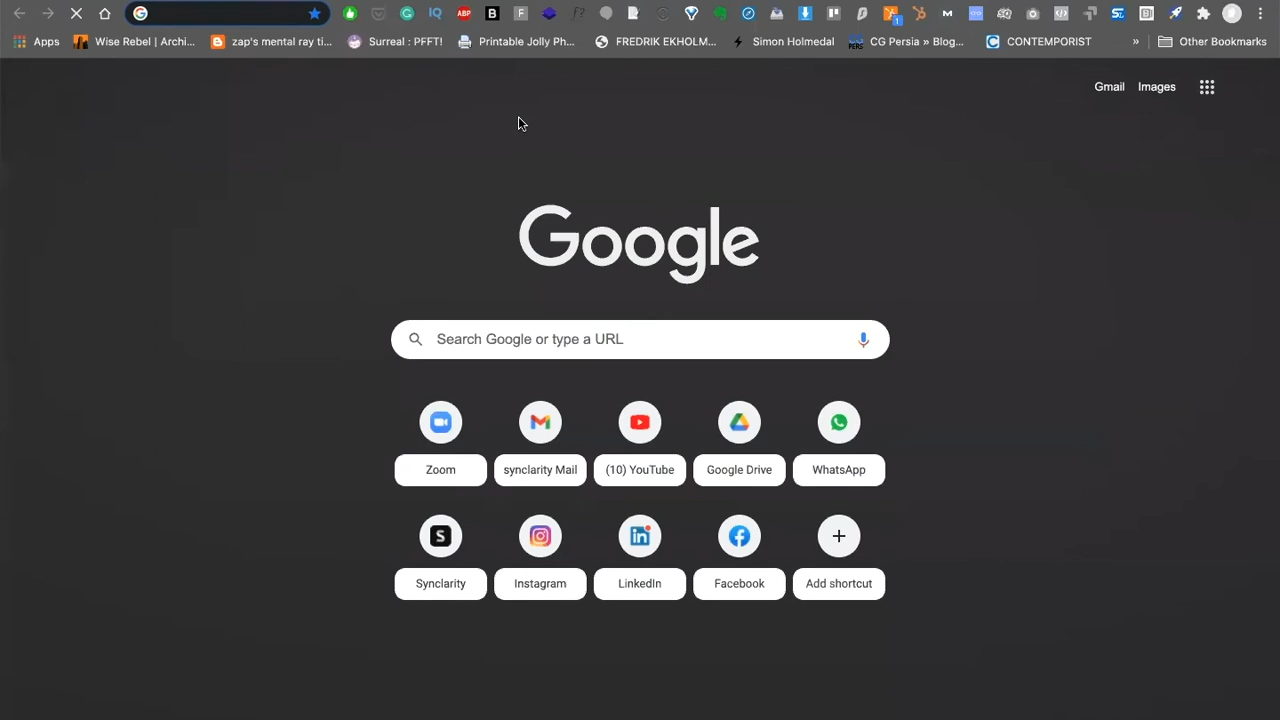 Apps Wise Rebel | Archi... zap's mental ray ti... Surreal : PFFT! Printable Jolly Ph... FREDRIK EKHOLM... Simon Holmedal CG Persia » Blog... CONTEMPORIST » Other Bookmarks
Gmail Images
Google
Search Google or type a URL
Zoom synclarity Mail (10) YouTube Google Drive WhatsApp
Synclarity Instagram LinkedIn Facebook Add shortcut